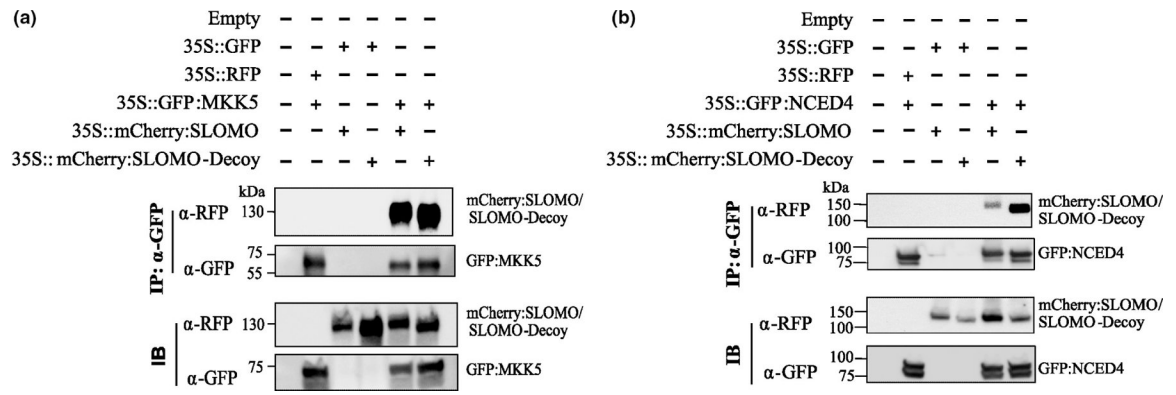 (a)
Empty – – – – – –
35S::GFP – – + + – –
35S::RFP – + – – – –
35S::GFP:MKK5 – + – – + +
35S::mCherry:SLOMO – – + – + –
35S:: mCherry:SLOMO-Decoy – – – + – +
kDa
IP: α-GFP
α-RFP 130 mCherry:SLOMO/
SLOMO-Decoy
α-GFP 75 GFP:MKK5
55
IB
α-RFP 130 mCherry:SLOMO/
SLOMO-Decoy
α-GFP 75 GFP:MKK5
(b)
Empty – – – – – –
35S::GFP – – + + – –
35S::RFP – + – – – –
35S::GFP:NCED4 – + – – + +
35S::mCherry:SLOMO – – + – + –
35S:: mCherry:SLOMO-Decoy – – – + – +
kDa
IP: α-GFP
α-RFP 150 mCherry:SLOMO/
100 SLOMO-Decoy
α-GFP 100 GFP:NCED4
75
IB
α-RFP 150 mCherry:SLOMO/
100 SLOMO-Decoy
α-GFP 100 GFP:NCED4
75